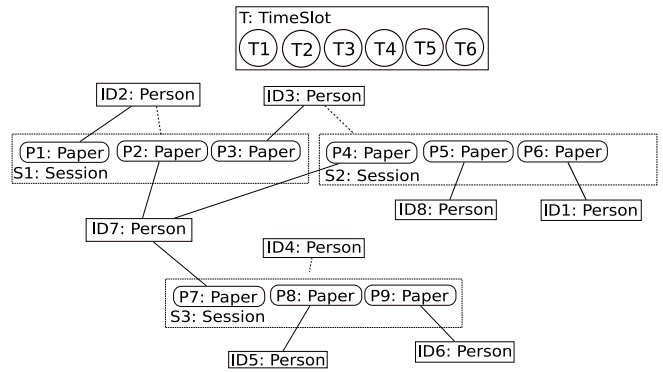 T: TimeSlot
T1 T2 T3 T4 T5 T6
ID2: Person
ID3: Person
P1: Paper
P2: Paper
P3: Paper
S1: Session
P4: Paper
P5: Paper
P6: Paper
S2: Session
ID8: Person
ID1: Person
ID7: Person
ID4: Person
P7: Paper
P8: Paper
P9: Paper
S3: Session
ID5: Person
ID6: Person